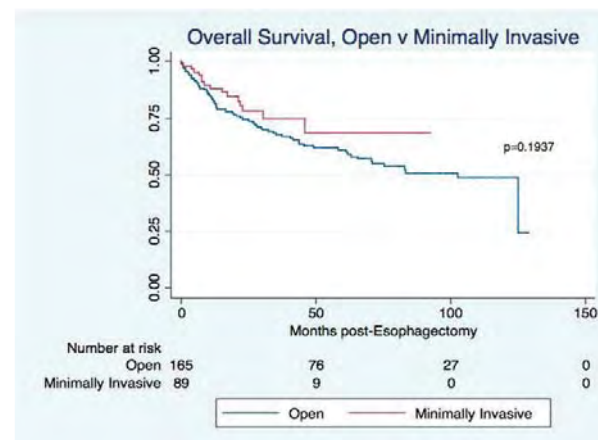 Overall Survival, Open v Minimally Invasive
1.00
0.75
0.50
0.25
0.00
p=0.1937
0 50 100 150
Months post-Esophagectomy
Number at risk
Open 165 76 27 0
Minimally Invasive 89 9 0 0
Open Minimally Invasive